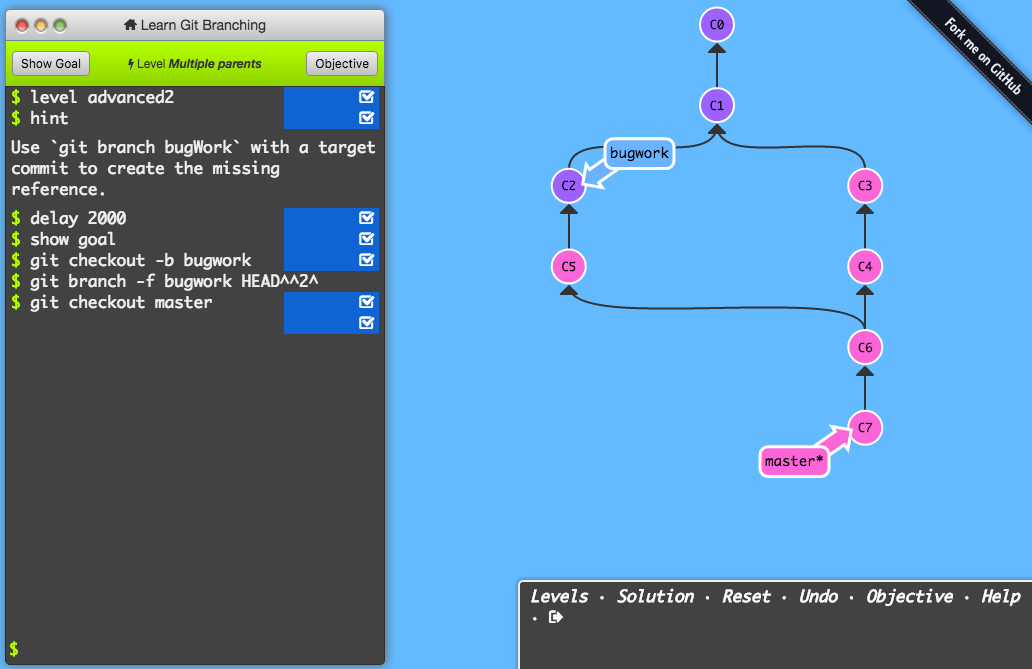 Learn Git Branching
Show Goal
Level Multiple parents
Objective
$ level advanced2
$ hint
Use `git branch bugWork` with a target
commit to create the missing
reference.
$ delay 2000
$ show goal
$ git checkout -b bugwork
$ git branch -f bugwork HEAD^^2^
$ git checkout master
$
C0
C1
bugwork
C2
C3
C5
C4
C6
C7
master*
Fork me on GitHub
Levels · Solution · Reset · Undo · Objective · Help
·